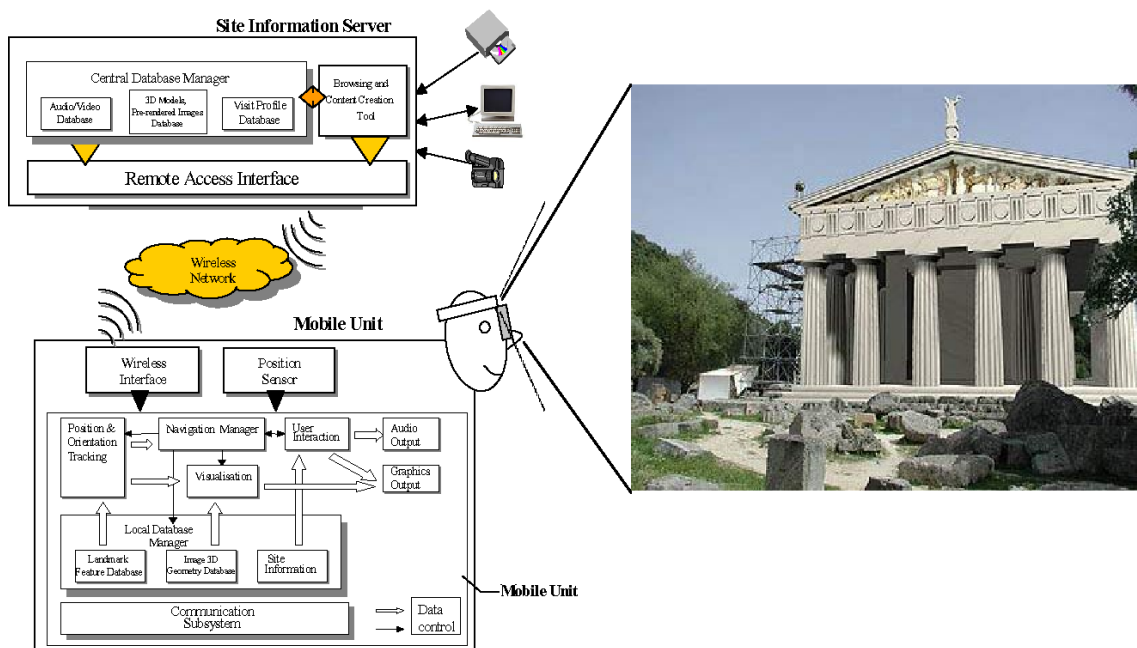 Site Information Server
Central Database Manager
Audio/Video
Database
3D Models,
Pre-rendered Images
Database
Visit Profile
Database
Browsing and
Content Creation
Tool
Remote Access Interface
Wireless
Network
Mobile Unit
Wireless
Interface
Position
Sensor
Position &
Orientation
Tracking
Navigation Manager
User
Interaction
Audio
Output
Visualisation
Graphics
Output
Local Database
Manager
Landmark
Feature Database
Image 3D
Geometry Database
Site
Information
Mobile Unit
Communication
Subsystem
Data
control